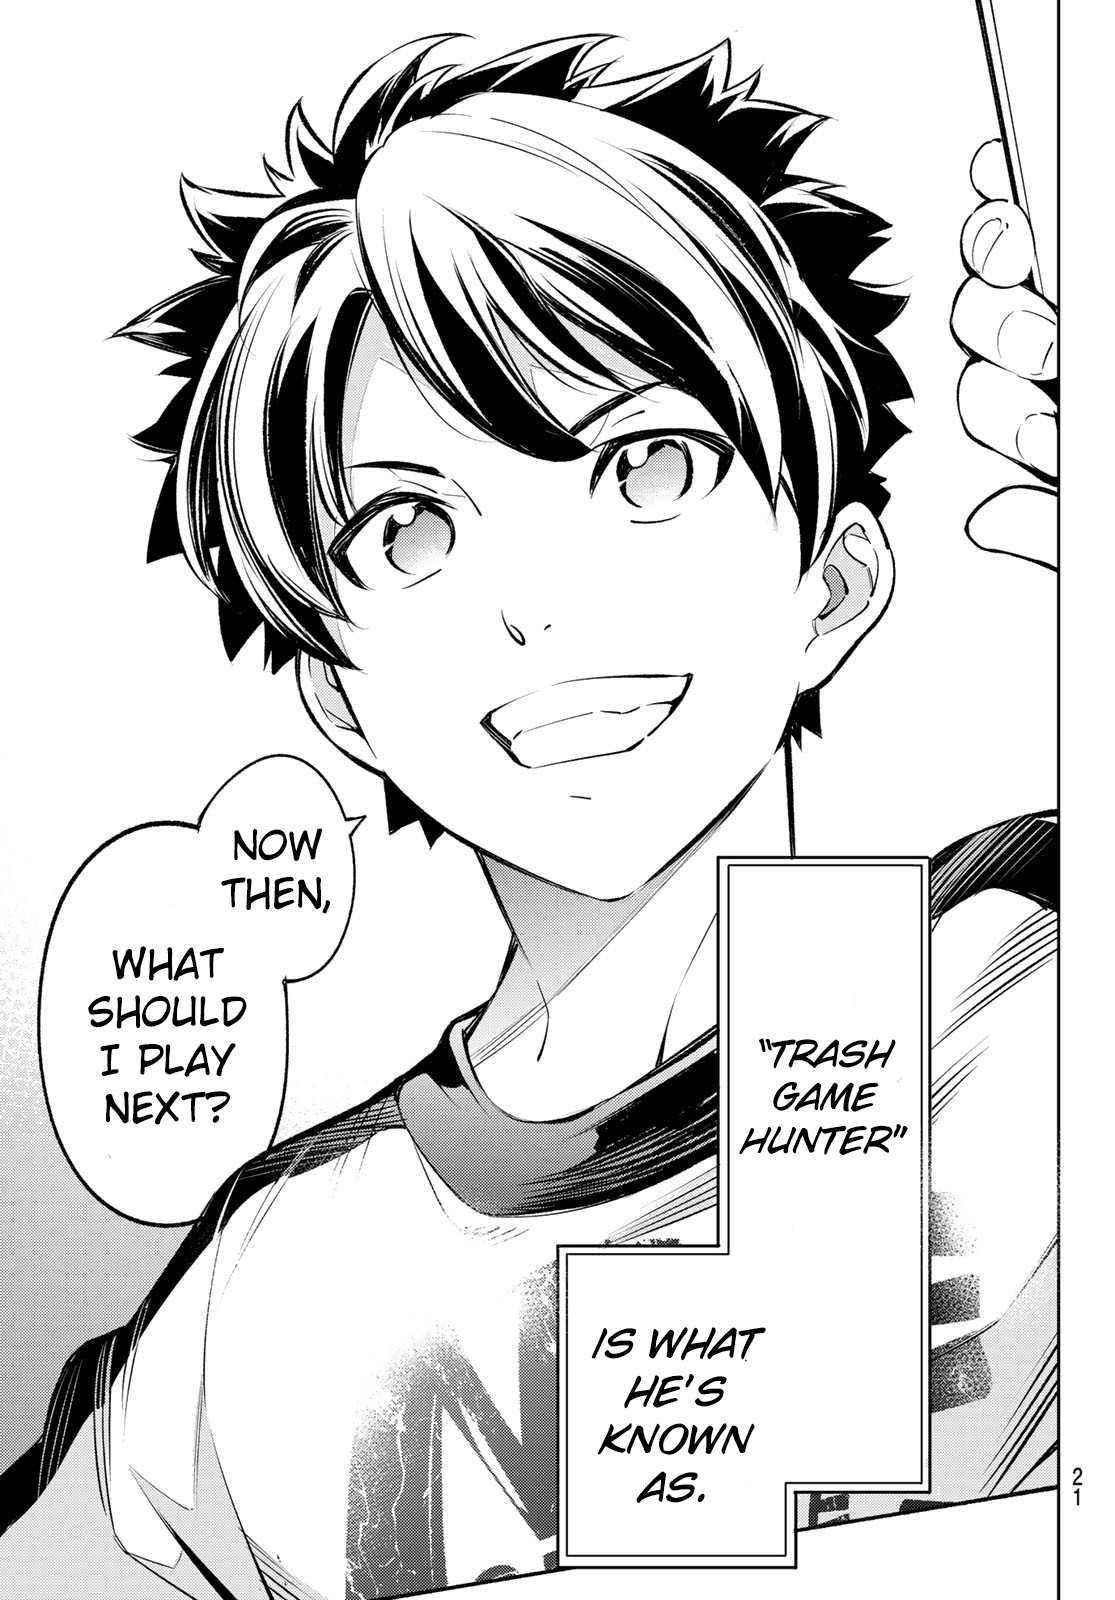 NOW
THEN,
WHAT
SHOULD
I PLAY
NEXT?
"TRASH
GAME
HUNTER"
IS WHAT
HE'S
KNOWN
AS.
21